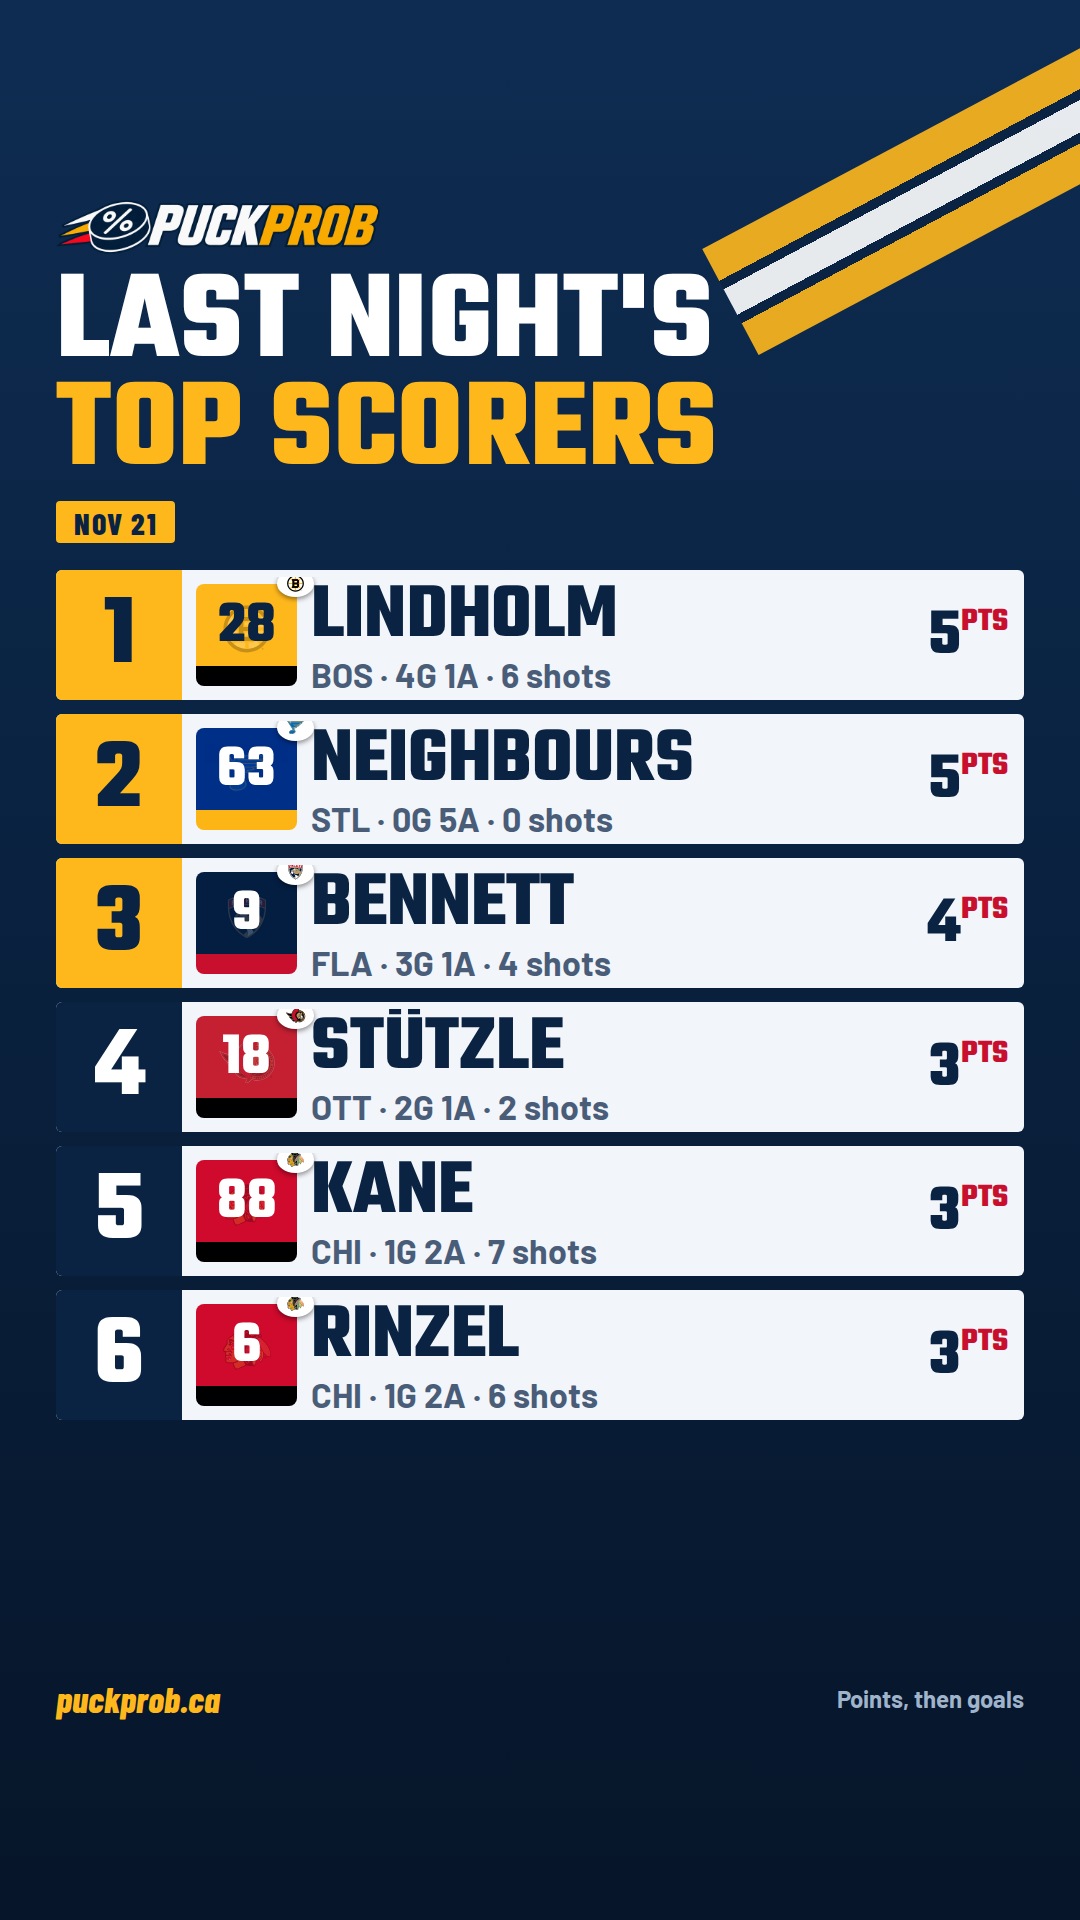 PUCKPROB
LAST NIGHT'S
TOP SCORERS
NOV 21
1
28
B
LINDHOLM
BOS · 4G 1A · 6 shots
5PTS
2
63
NEIGHBOURS
STL · 0G 5A · 0 shots
5PTS
3
9
BENNETT
FLA · 3G 1A · 4 shots
4PTS
4
18
STÜTZLE
OTT · 2G 1A · 2 shots
3PTS
5
88
KANE
CHI · 1G 2A · 7 shots
3PTS
6
6
RINZEL
CHI · 1G 2A · 6 shots
3PTS
puckprob.ca
Points, then goals